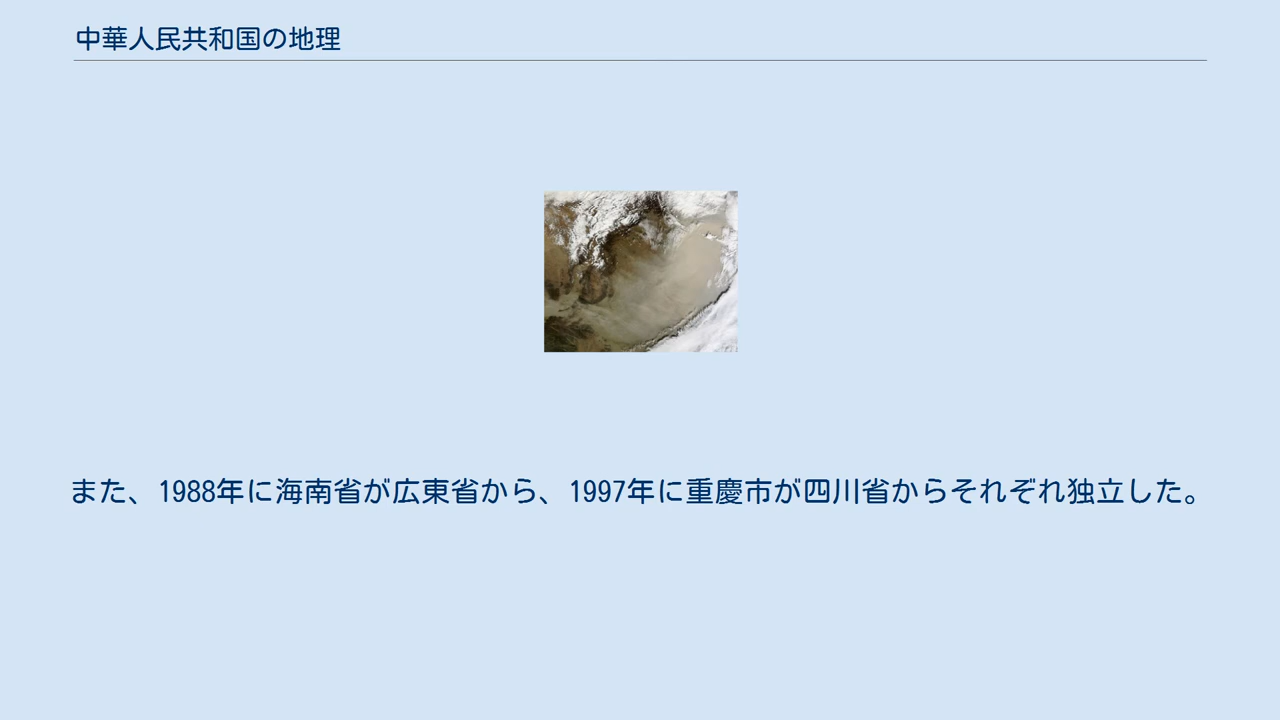 中華人民共和国の地理
また、1988年に海南省が広東省から、1997年に重慶市が四川省からそれぞれ独立した。